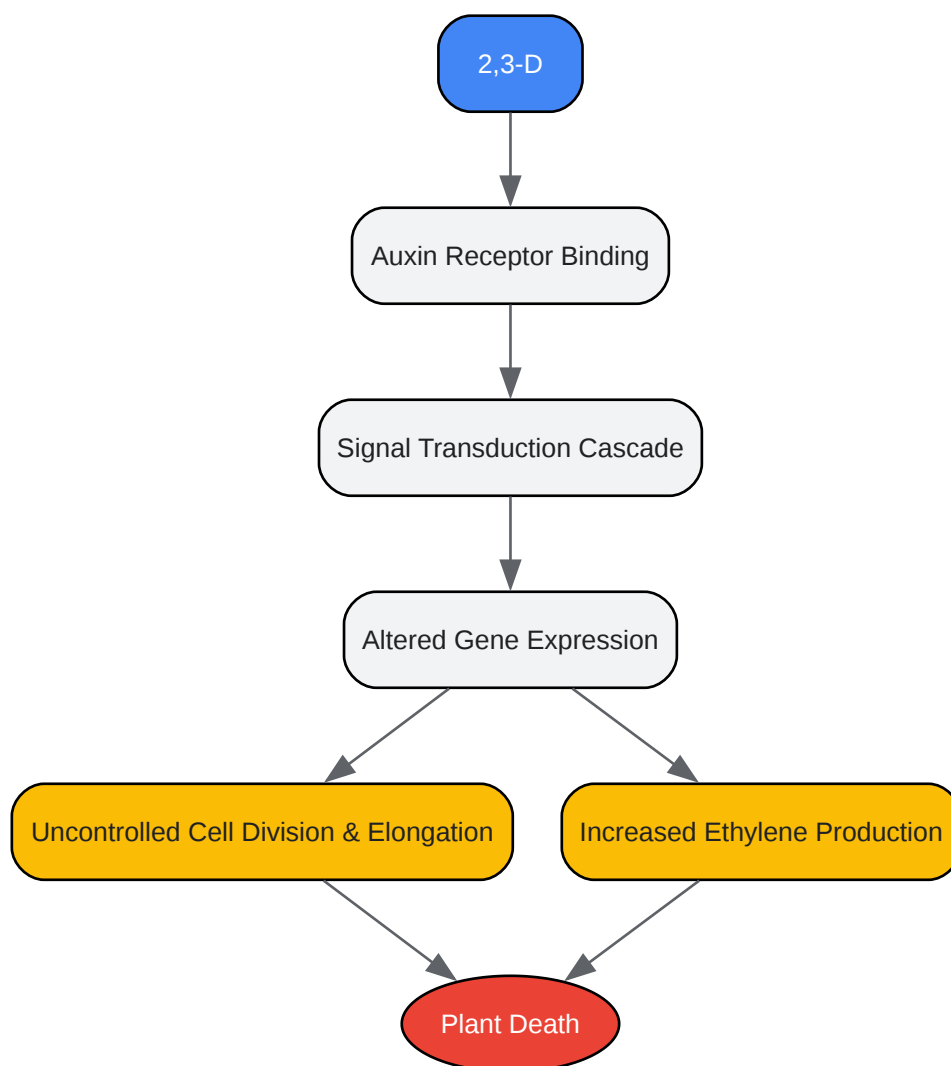 2,3-D
Auxin Receptor Binding
Signal Transduction Cascade
Altered Gene Expression
Uncontrolled Cell Division & Elongation
Increased Ethylene Production
Plant Death